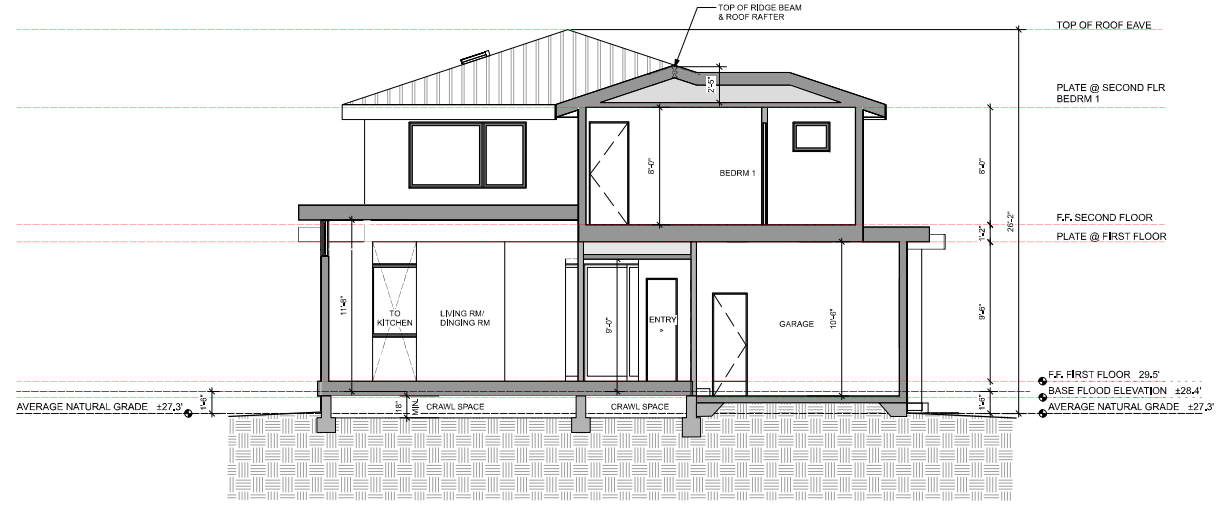 TOP OF RIDGE BEAM
& ROOF RAFTER
TOP OF ROOF EAVE
2'-5"
PLATE @ SECOND FLR
BEDRM 1
8'-0"
BEDRM 1
8'-0"
26'-2"
F.F. SECOND FLOOR
1'-2"
PLATE @ FIRST FLOOR
11'-8"
TO
KITCHEN
LIVING RM/
DINGING RM
9'-0"
ENTRY
GARAGE
10'-6"
9'-6"
F.F. FIRST FLOOR 29.5'
BASE FLOOD ELEVATION ±28.4'
AVERAGE NATURAL GRADE ±27.3'
1'-6"
18"
MIN.
CRAWL SPACE
CRAWL SPACE
1'-6"
AVERAGE NATURAL GRADE ±27.3'